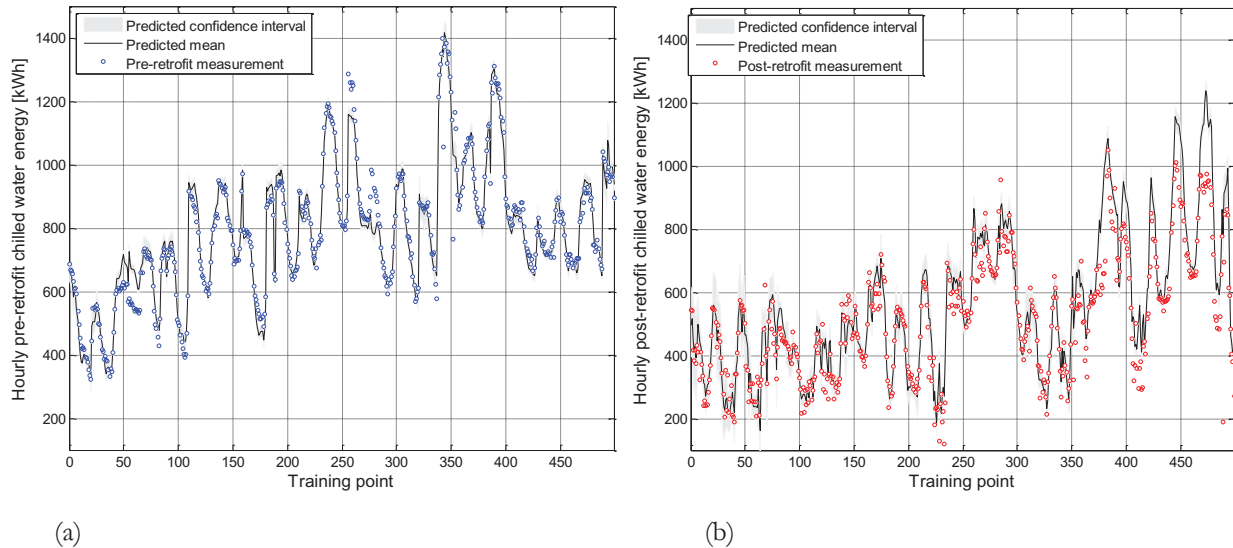 Hourly pre-retrofit chilled water energy [kWh]
1400
1200
1000
800
600
400
200
Predicted confidence interval
Predicted mean
Pre-retrofit measurement
0 50 100 150 200 250 300 350 400 450
Training point
(a)
Hourly post-retrofit chilled water energy [kWh]
1400
1200
1000
800
600
400
200
Predicted confidence interval
Predicted mean
Post-retrofit measurement
0 50 100 150 200 250 300 350 400 450
Training point
(b)